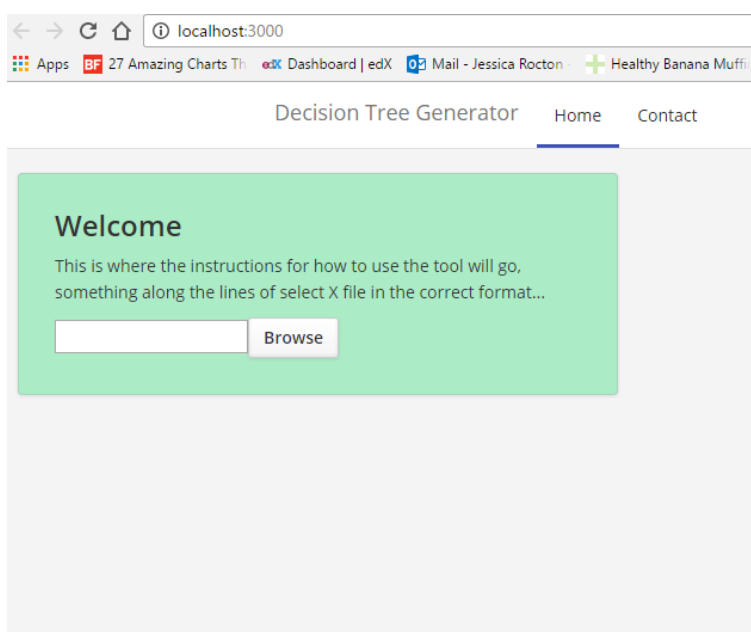 localhost:3000
Apps BF 27 Amazing Charts Th edX Dashboard | edX Mail - Jessica Rocton - Healthy Banana Muffi
Decision Tree Generator Home Contact
Welcome
This is where the instructions for how to use the tool will go,
something along the lines of select X file in the correct format...
Browse